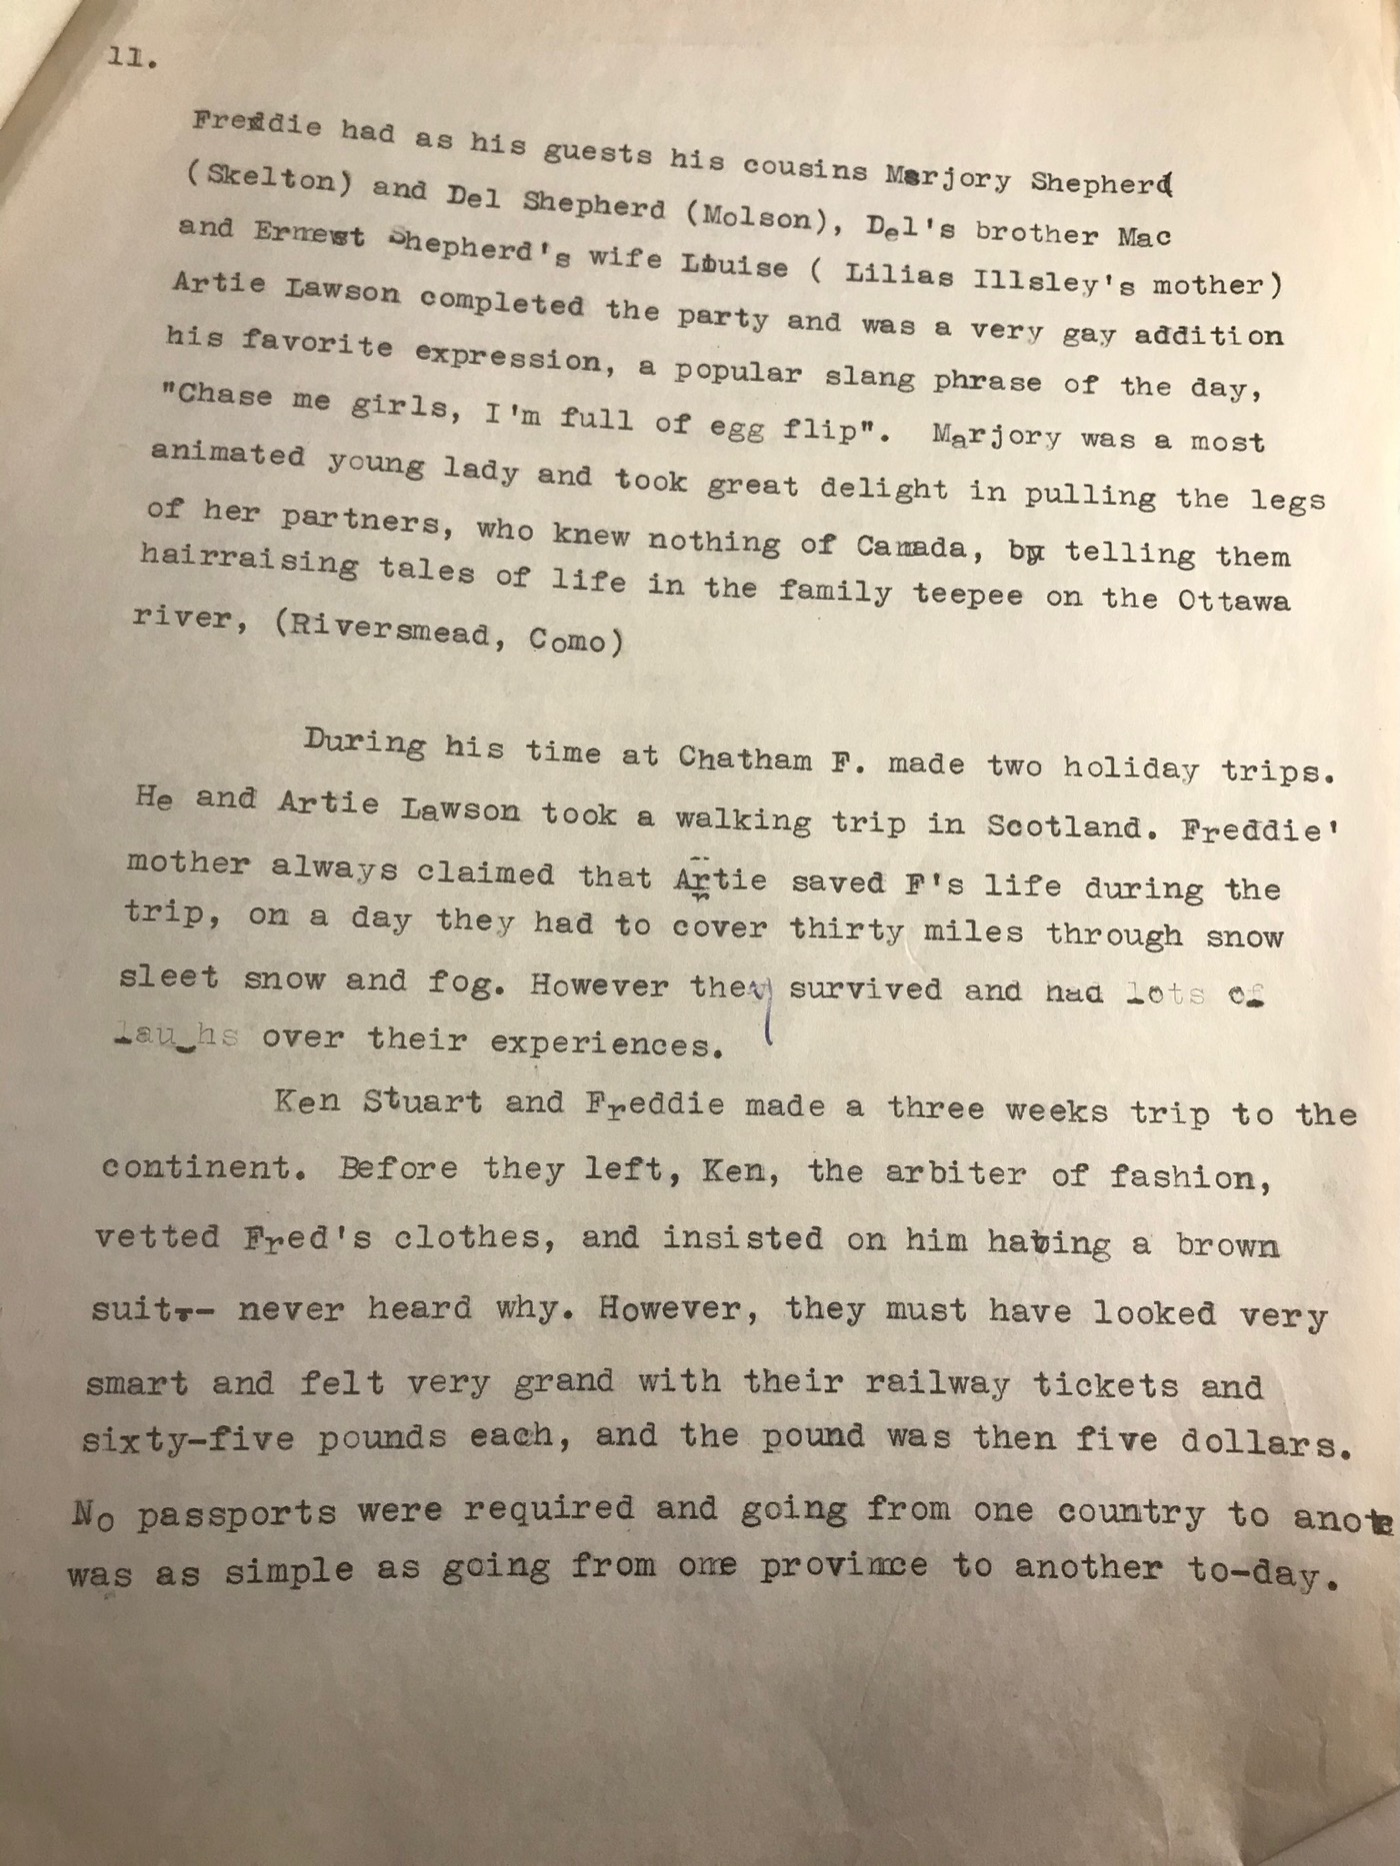 11.
Freddie had as his guests his cousins Marjory Shepherd
(Skelton) and Del Shepherd (Molson), Del's brother Mac
and Ernest Shepherd's wife Louise ( Lilias Illsley's mother)
Artie Lawson completed the party and was a very gay addition
his favorite expression, a popular slang phrase of the day,
"Chase me girls, I'm full of egg flip".  Marjory was a most
animated young lady and took great delight in pulling the legs
of her partners, who knew nothing of Canada, by telling them
hairraising tales of life in the family teepee on the Ottawa
river, (Riversmead, Como)
During his time at Chatham F. made two holiday trips.
He and Artie Lawson took a walking trip in Scotland. Freddie'
mother always claimed that Artie saved F's life during the
trip, on a day they had to cover thirty miles through snow
sleet snow and fog. However they survived and had lots of
laughs over their experiences.
Ken Stuart and Freddie made a three weeks trip to the
continent. Before they left, Ken, the arbiter of fashion,
vetted Fred's clothes, and insisted on him having a brown
suit-- never heard why. However, they must have looked very
smart and felt very grand with their railway tickets and
sixty-five pounds each, and the pound was then five dollars.
No passports were required and going from one country to
was as simple as going from one province to another to-day.